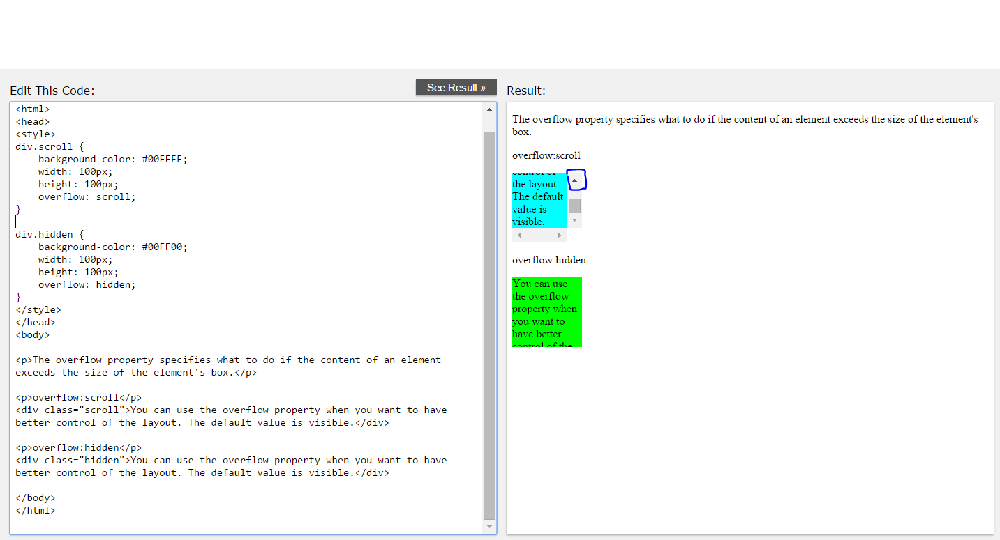 Edit This Code:
See Result »
<html>
<head>
<style>
div.scroll {
    background-color: #00FFFF;
    width: 100px;
    height: 100px;
    overflow: scroll;
}

div.hidden {
    background-color: #00FF00;
    width: 100px;
    height: 100px;
    overflow: hidden;
}
</style>
</head>
<body>

<p>The overflow property specifies what to do if the content of an element
exceeds the size of the element's box.</p>

<p>overflow:scroll</p>
<div class="scroll">You can use the overflow property when you want to have
better control of the layout. The default value is visible.</div>

<p>overflow:hidden</p>
<div class="hidden">You can use the overflow property when you want to have
better control of the layout. The default value is visible.</div>

</body>
</html>
Result:
The overflow property specifies what to do if the content of an element exceeds the size of the element's
box.
overflow:scroll
control of
the layout.
The default
value is
visible.
overflow:hidden
You can use
the overflow
property when
you want to
have better
control of the